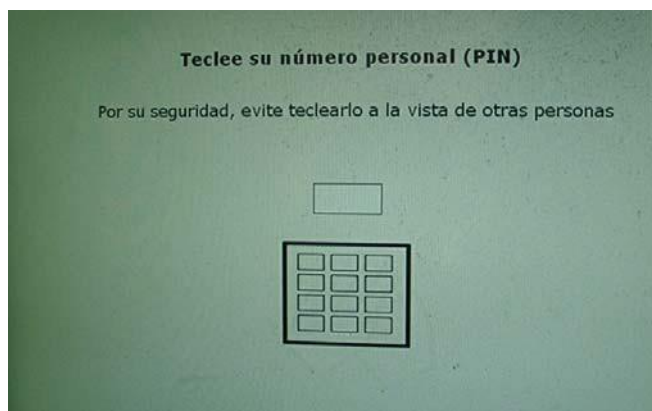 Teclee su número personal (PIN)
Por su seguridad, evite teclearlo a la vista de otras personas